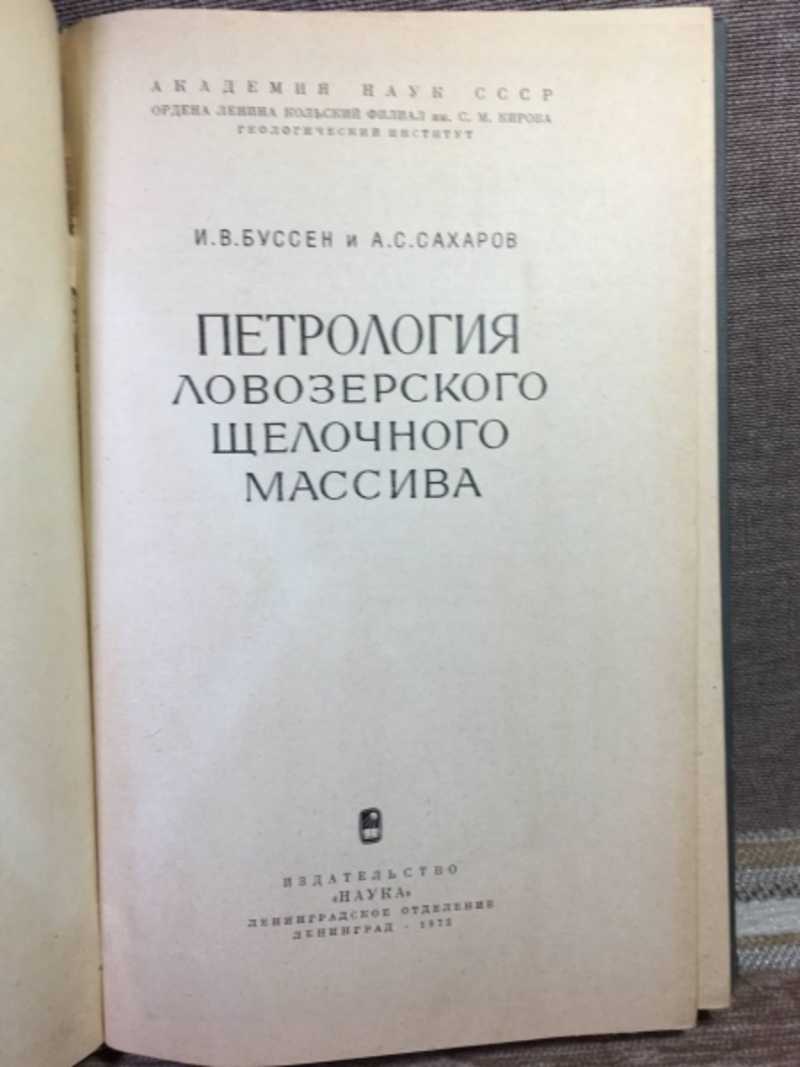 АКАДЕМИЯ НАУК СССР
ОРДЕНА ЛЕНИНА КОЛЬСКИЙ ФИЛИАЛ им. С. М. КИРОВА
ГЕОЛОГИЧЕСКИЙ ИНСТИТУТ
И.В.БУССЕН и А.С.САХАРОВ
ПЕТРОЛОГИЯ
ЛОВОЗЕРСКОГО
ЩЕЛОЧНОГО
МАССИВА
ИЗДАТЕЛЬСТВО
«НАУКА»
ЛЕНИНГРАДСКОЕ ОТДЕЛЕНИЕ
ЛЕНИНГРАД · 1972